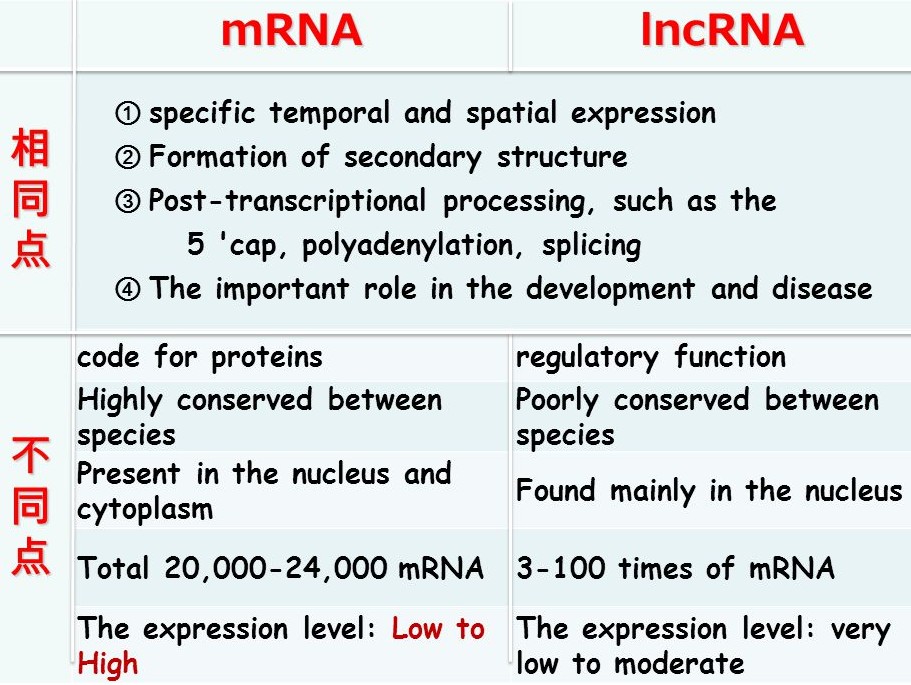 mRNA lncRNA
相同点
① specific temporal and spatial expression
② Formation of secondary structure
③ Post-transcriptional processing, such as the
5 'cap, polyadenylation, splicing
④ The important role in the development and disease
不同点
code for proteins
regulatory function
Highly conserved between
species
Poorly conserved between
species
Present in the nucleus and
cytoplasm
Found mainly in the nucleus
Total 20,000-24,000 mRNA
3-100 times of mRNA
The expression level: Low to
High
The expression level: very
low to moderate